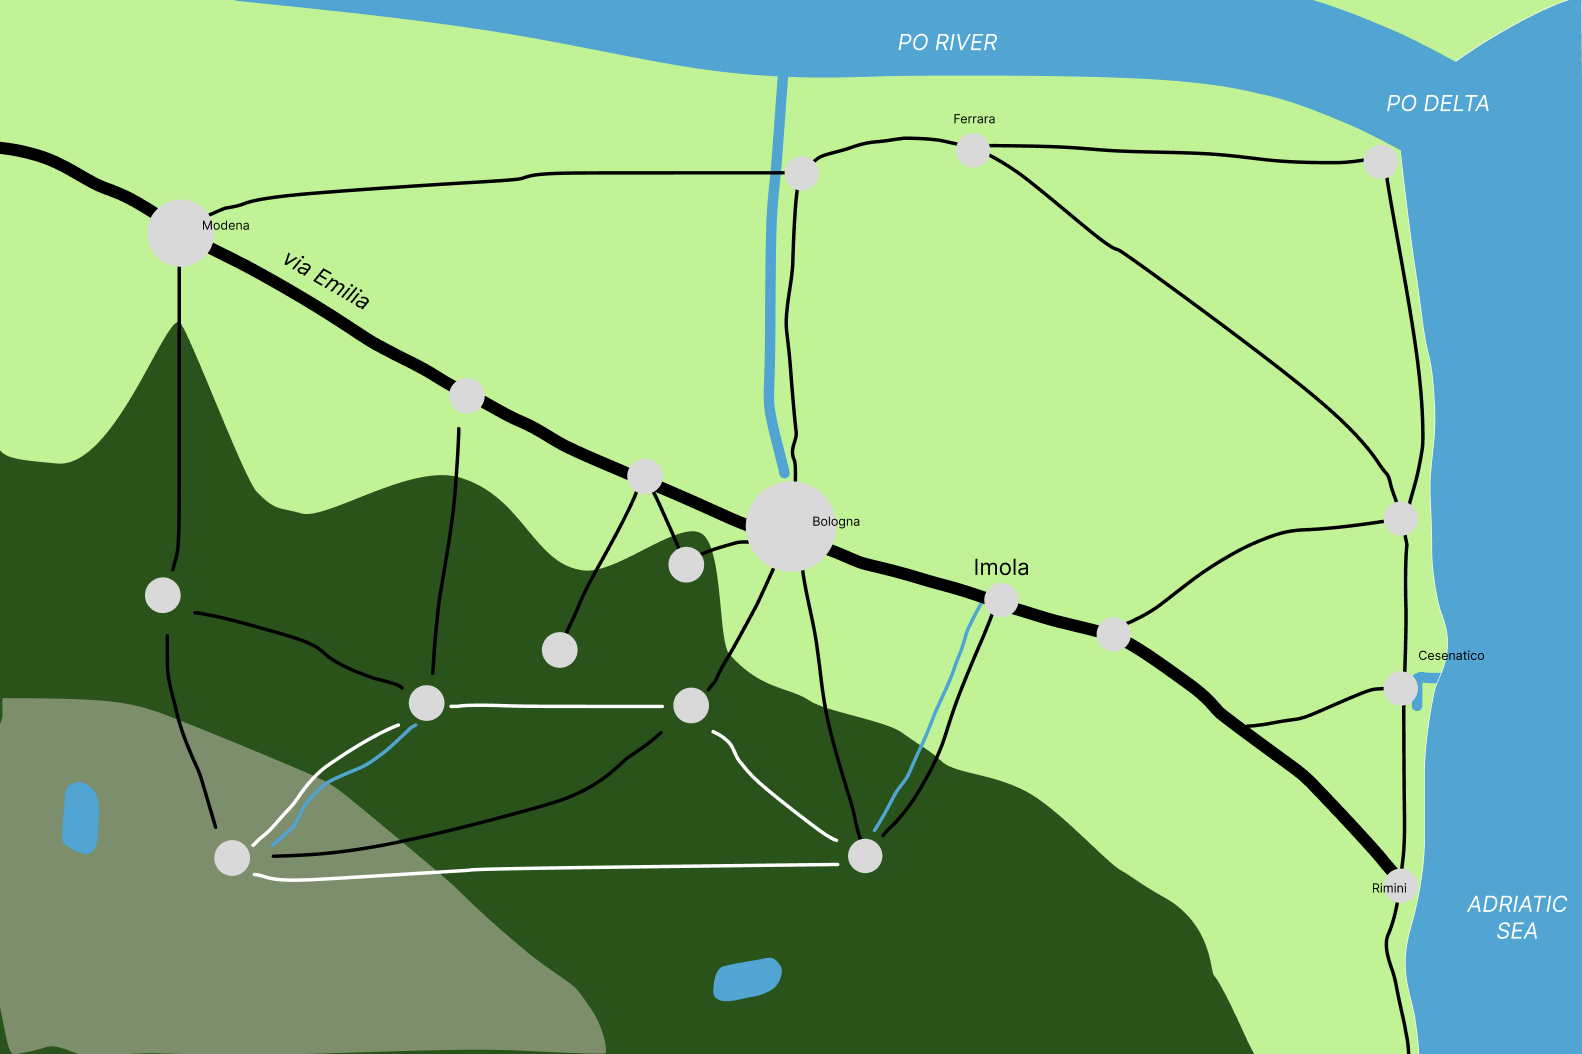 PO RIVER
PO DELTA
Ferrara
Modena
via Emilia
Bologna
Imola
Cesenatico
Rimini
ADRIATIC
SEA